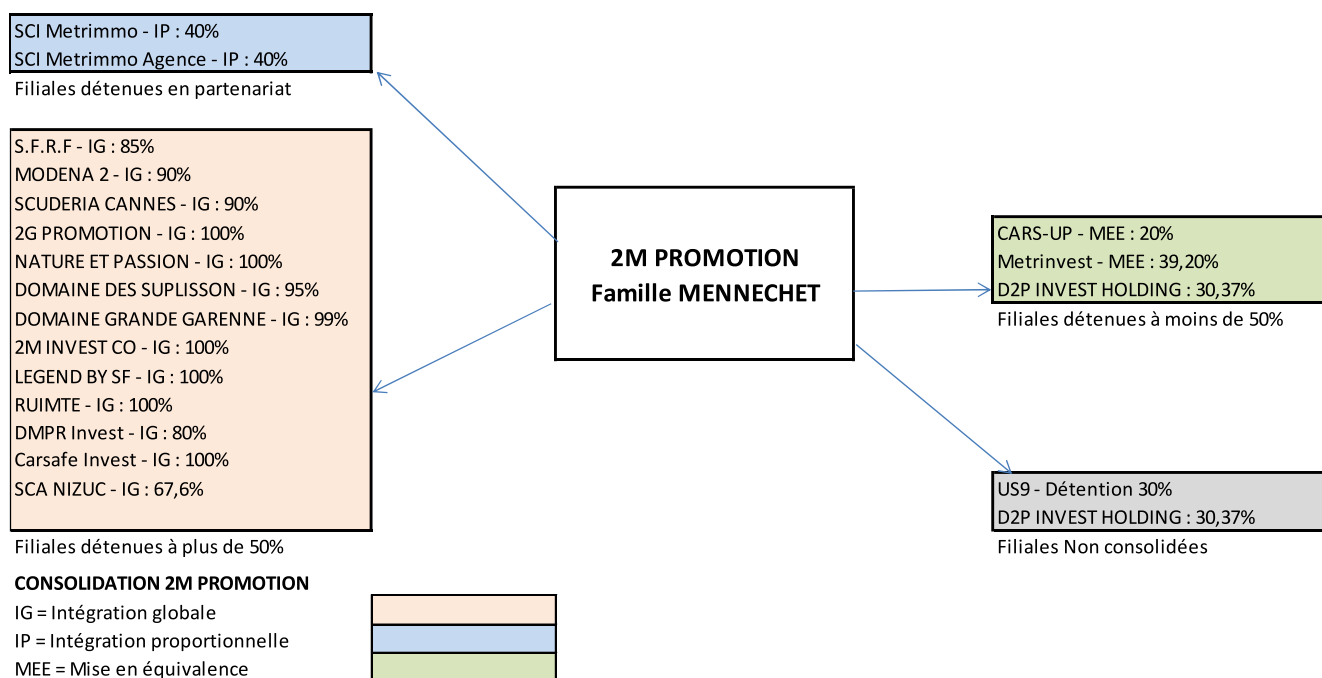 SCI Metrimmo - IP : 40%
SCI Metrimmo Agence - IP : 40%
Filiales détenues en partenariat
S.F.R.F - IG : 85%
MODENA 2 - IG : 90%
SCUDERIA CANNES - IG : 90%
2G PROMOTION - IG : 100%
NATURE ET PASSION - IG : 100%
DOMAINE DES SUPLISSON - IG : 95%
DOMAINE GRANDE GARENNE - IG : 99%
2M INVEST CO - IG : 100%
LEGEND BY SF - IG : 100%
RUIMTE - IG : 100%
DMPR Invest - IG : 80%
Carsafe Invest - IG : 100%
SCA NIZUC - IG : 67,6%
Filiales détenues à plus de 50%
2M PROMOTION
Famille MENNECHET
CARS-UP - MEE : 20%
Metrinvest - MEE : 39,20%
D2P INVEST HOLDING : 30,37%
Filiales détenues à moins de 50%
US9 - Détention 30%
D2P INVEST HOLDING : 30,37%
Filiales Non consolidées
CONSOLIDATION 2M PROMOTION
IG = Intégration globale
IP = Intégration proportionnelle
MEE = Mise en équivalence